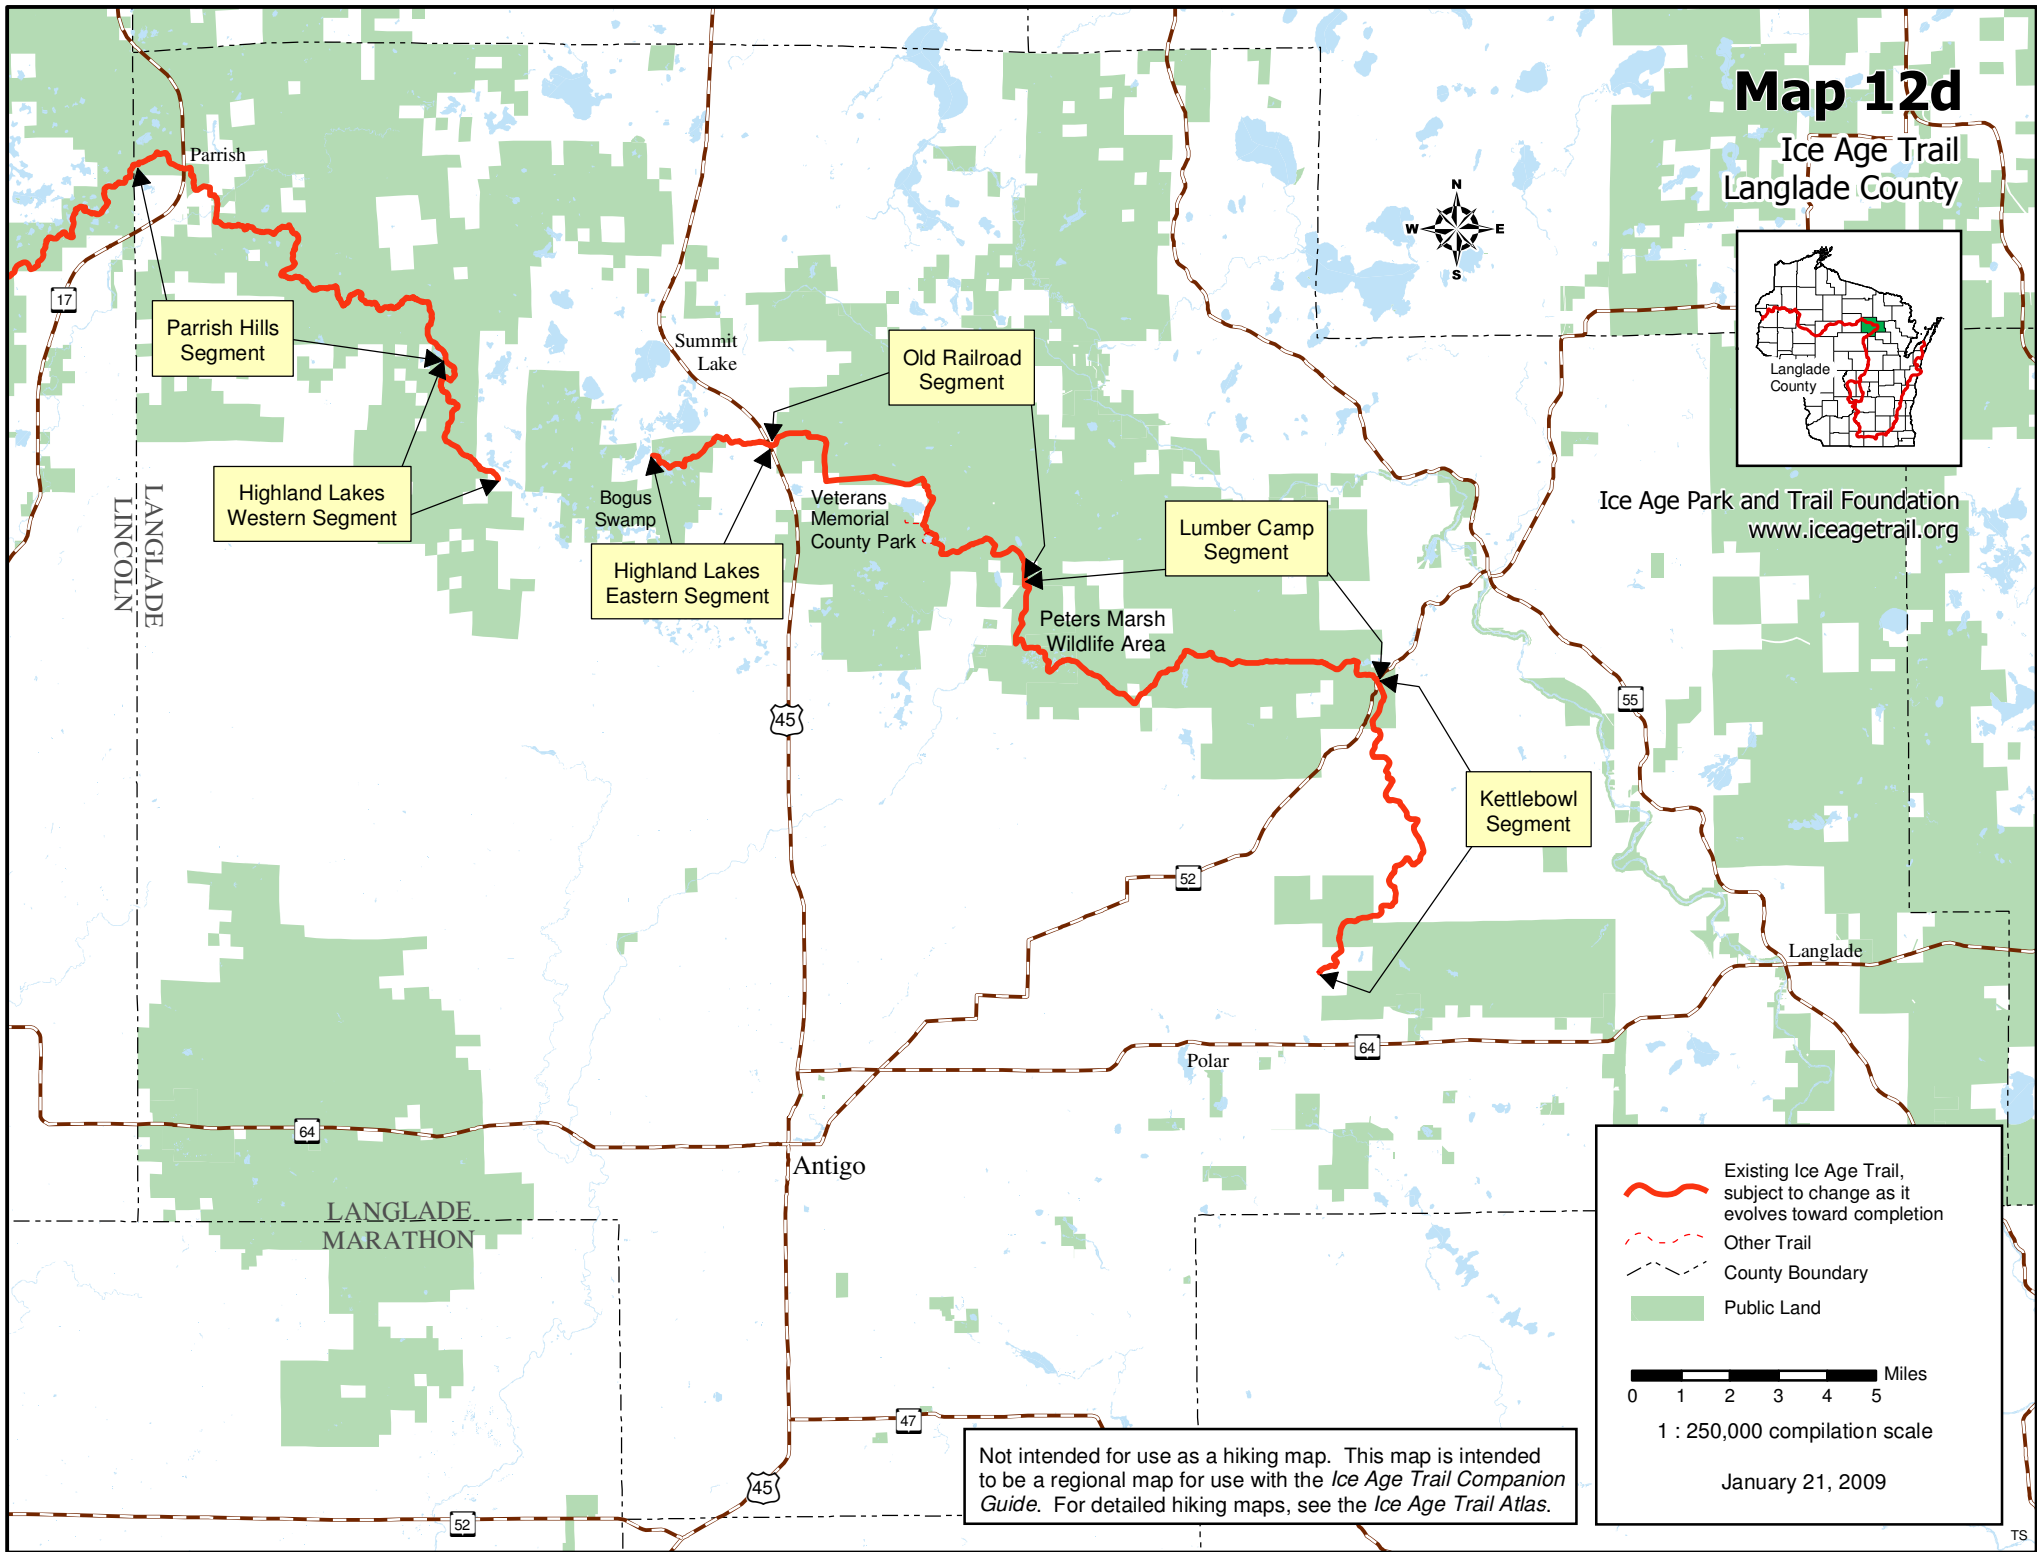 Map 12d
Ice Age Trail
Langlade County
N
W
E
S
Langlade
County
Ice Age Park and Trail Foundation
www.iceagetrail.org
Parrish
17
Parrish Hills
Segment
Summit
Lake
Old Railroad
Segment
Highland Lakes
Western Segment
LANGLADE
LINCOLN
Bogus
Swamp
Veterans
Memorial
County Park
Highland Lakes
Eastern Segment
Lumber Camp
Segment
Peters Marsh
Wildlife Area
45
55
Kettlebowl
Segment
52
Langlade
64
Polar
64
Antigo
LANGLADE
MARATHON
47
45
52
Existing Ice Age Trail,
subject to change as it
evolves toward completion
Other Trail
County Boundary
Public Land
Miles
0 1 2 3 4 5
1 : 250,000 compilation scale
January 21, 2009
Not intended for use as a hiking map. This map is intended
to be a regional map for use with the Ice Age Trail Companion
Guide. For detailed hiking maps, see the Ice Age Trail Atlas.
TS